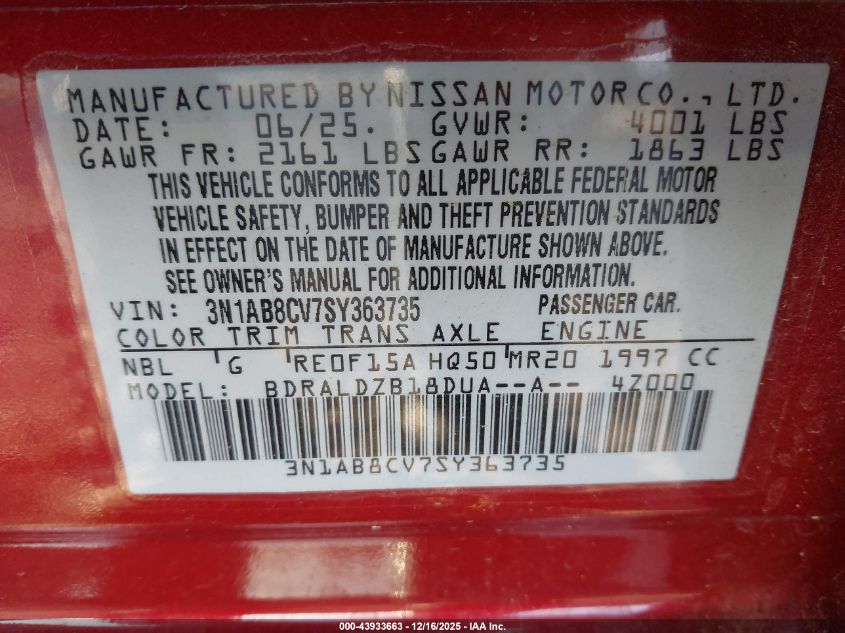 MANUFACTURED BY NISSAN MOTOR CO., LTD.
DATE: 06/25. GVWR: 4001 LBS
GAWR FR: 2161 LBS GAWR RR: 1863 LBS
THIS VEHICLE CONFORMS TO ALL APPLICABLE FEDERAL MOTOR
VEHICLE SAFETY, BUMPER AND THEFT PREVENTION STANDARDS
IN EFFECT ON THE DATE OF MANUFACTURE SHOWN ABOVE.
SEE OWNER'S MANUAL FOR ADDITIONAL INFORMATION.
VIN: 3N1AB8CV7SY363735 PASSENGER CAR.
COLOR TRIM TRANS AXLE ENGINE
NBL G RE0F15A HQ50 MR20 1997 CC
MODEL: BDRALDZB18DUA--A-- 4Z000
3N1AB8CV7SY363735
000-43933663 - 12/16/2025 - IAA Inc.